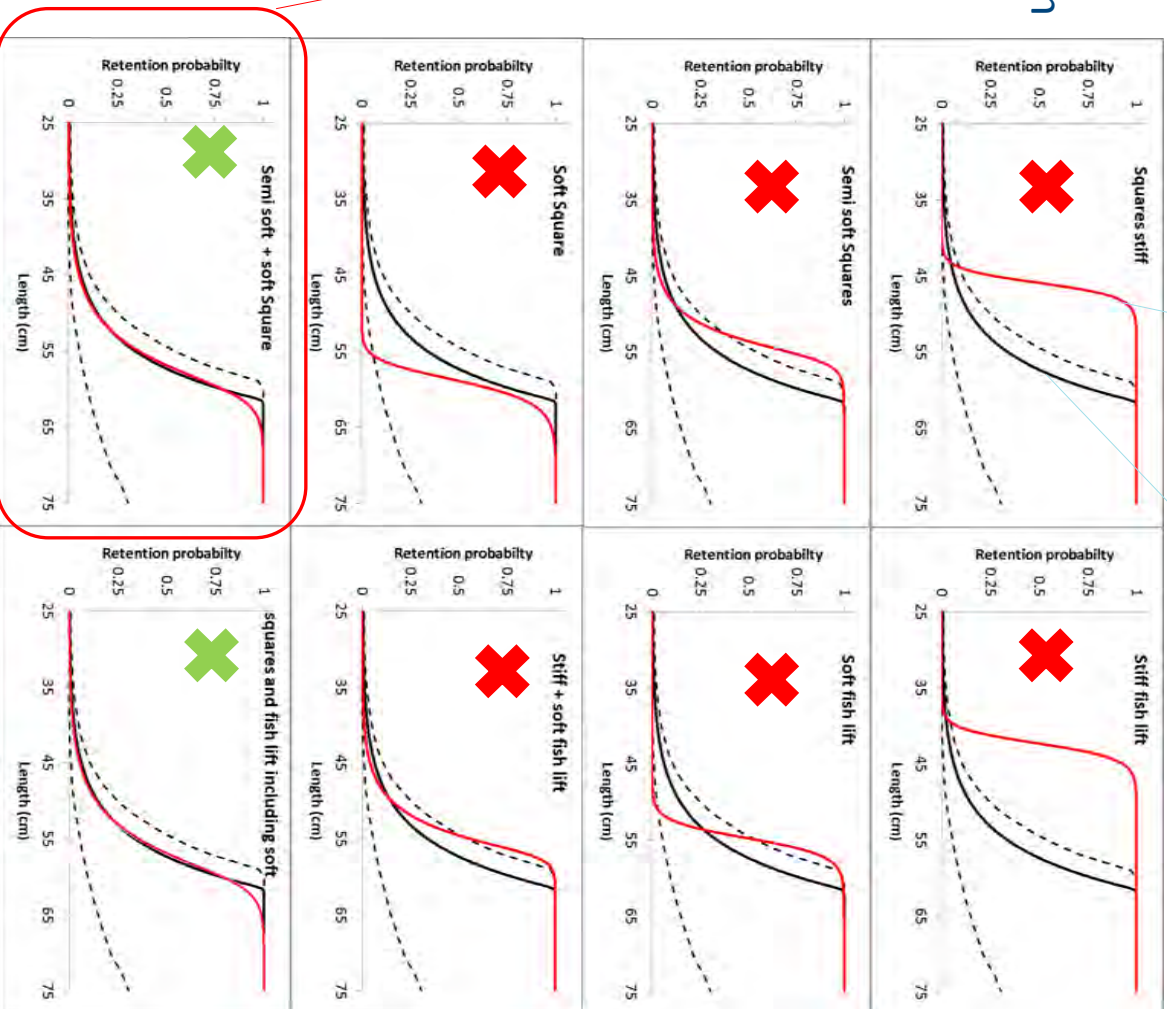 Squares stiff
Retention probabilty
1
0.75
0.5
0.25
0
25 35 45 55 65 75
Length (cm)
Stiff fish lift
Retention probabilty
1
0.75
0.5
0.25
0
25 35 45 55 65 75
Length (cm)
Semi soft Squares
Retention probabilty
1
0.75
0.5
0.25
0
25 35 45 55 65 75
Length (cm)
Soft fish lift
Retention probabilty
1
0.75
0.5
0.25
0
25 35 45 55 65 75
Length (cm)
Soft Square
Retention probabilty
1
0.75
0.5
0.25
0
25 35 45 55 65 75
Length (cm)
Stiff + soft fish lift
Retention probabilty
1
0.75
0.5
0.25
0
25 35 45 55 65 75
Length (cm)
Semi soft + soft Square
Retention probabilty
1
0.75
0.5
0.25
0
25 35 45 55 65 75
Length (cm)
squares and fish lift including soft
Retention probabilty
1
0.75
0.5
0.25
0
25 35 45 55 65 75
Length (cm)